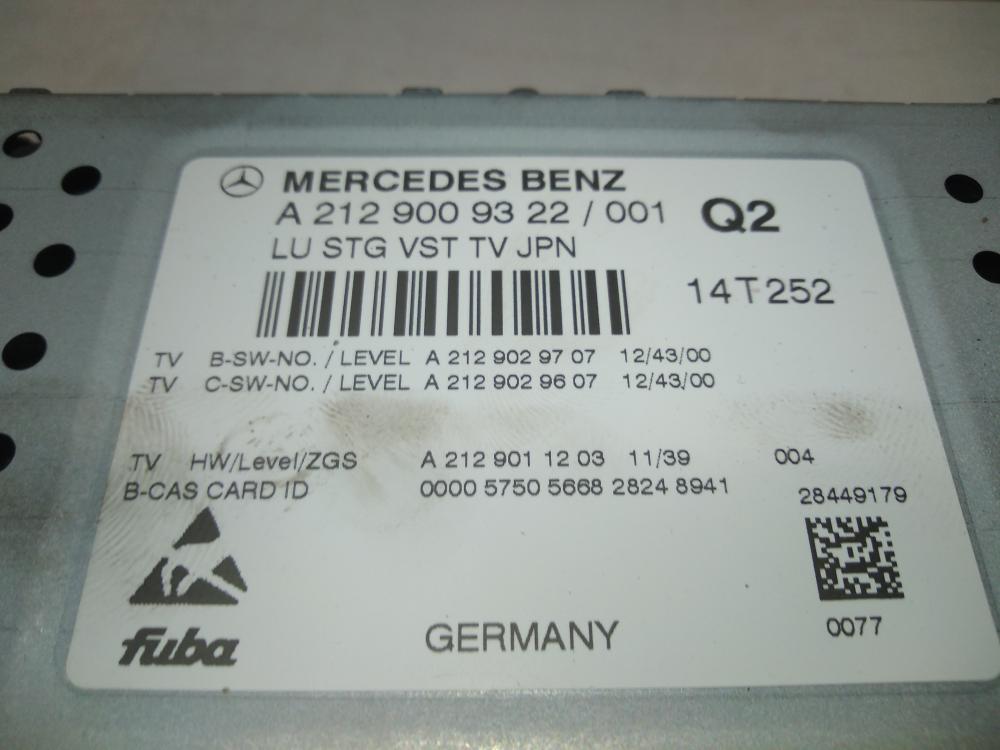 MERCEDES BENZ
A 212 900 93 22 / 001 Q2
LU STG VST TV JPN
14T252
TV B-SW-NO. / LEVEL A 212 902 97 07 12/43/00
TV C-SW-NO. / LEVEL A 212 902 96 07 12/43/00
TV HW/Level/ZGS A 212 901 12 03 11/39 004
B-CAS CARD ID 0000 5750 5668 2824 8941 28449179
0077
fuba GERMANY